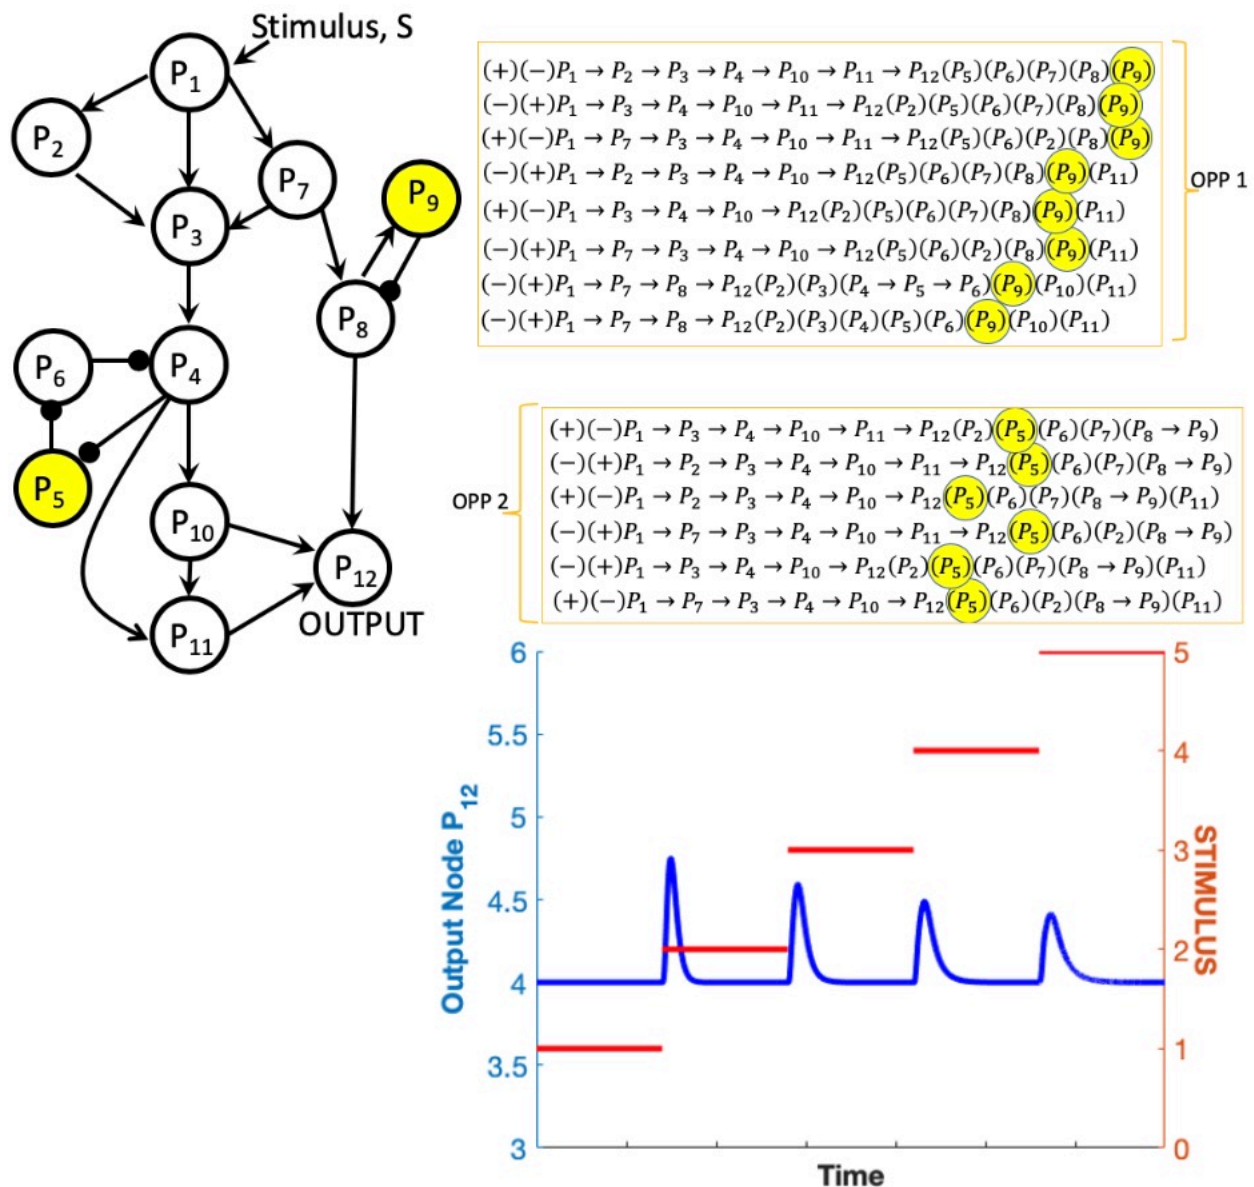 Stimulus, S
P₁
P₂
P₃
P₇
P₉
P₈
P₆
P₄
P₅
P₁₀
P₁₂
OUTPUT
P₁₁
(+)(−)P₁ → P₂ → P₃ → P₄ → P₁₀ → P₁₁ → P₁₂(P₅)(P₆)(P₇)(P₈)(P₉)
(−)(+)P₁ → P₃ → P₄ → P₁₀ → P₁₁ → P₁₂(P₂)(P₅)(P₆)(P₇)(P₈)(P₉)
(+)(−)P₁ → P₇ → P₃ → P₄ → P₁₀ → P₁₁ → P₁₂(P₅)(P₆)(P₂)(P₈)(P₉)
(−)(+)P₁ → P₂ → P₃ → P₄ → P₁₀ → P₁₂(P₅)(P₆)(P₇)(P₈)(P₉)(P₁₁)
(+)(−)P₁ → P₃ → P₄ → P₁₀ → P₁₂(P₂)(P₅)(P₆)(P₇)(P₈)(P₉)(P₁₁)
(−)(+)P₁ → P₇ → P₃ → P₄ → P₁₀ → P₁₂(P₅)(P₆)(P₂)(P₈)(P₉)(P₁₁)
(−)(+)P₁ → P₇ → P₈ → P₁₂(P₂)(P₃)(P₄ → P₅ → P₆)(P₉)(P₁₀)(P₁₁)
(−)(+)P₁ → P₇ → P₈ → P₁₂(P₂)(P₃)(P₄)(P₅)(P₆)(P₉)(P₁₀)(P₁₁)
OPP 1
OPP 2
(+)(−)P₁ → P₃ → P₄ → P₁₀ → P₁₁ → P₁₂(P₂)(P₅)(P₆)(P₇)(P₈ → P₉)
(−)(+)P₁ → P₂ → P₃ → P₄ → P₁₀ → P₁₁ → P₁₂(P₅)(P₆)(P₇)(P₈ → P₉)
(+)(−)P₁ → P₂ → P₃ → P₄ → P₁₀ → P₁₂(P₅)(P₆)(P₇)(P₈ → P₉)(P₁₁)
(−)(+)P₁ → P₇ → P₃ → P₄ → P₁₀ → P₁₁ → P₁₂(P₅)(P₆)(P₂)(P₈ → P₉)
(−)(+)P₁ → P₃ → P₄ → P₁₀ → P₁₂(P₂)(P₅)(P₆)(P₇)(P₈ → P₉)(P₁₁)
(+)(−)P₁ → P₇ → P₃ → P₄ → P₁₀ → P₁₂(P₅)(P₆)(P₂)(P₈ → P₉)(P₁₁)
Output Node P₁₂
6
5.5
5
4.5
4
3.5
3
5
4
3
2
1
0
STIMULUS
Time